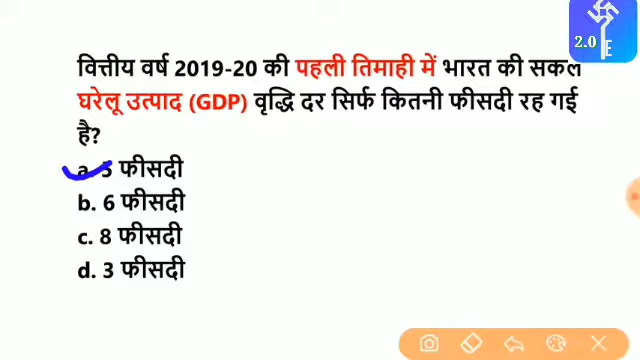 2.0
E
वित्तीय वर्ष 2019-20 की पहली तिमाही में भारत की सकल
घरेलू उत्पाद (GDP) वृद्धि दर सिर्फ कितनी फीसदी रह गई
है?
a. 5 फीसदी
b. 6 फीसदी
c. 8 फीसदी
d. 3 फीसदी